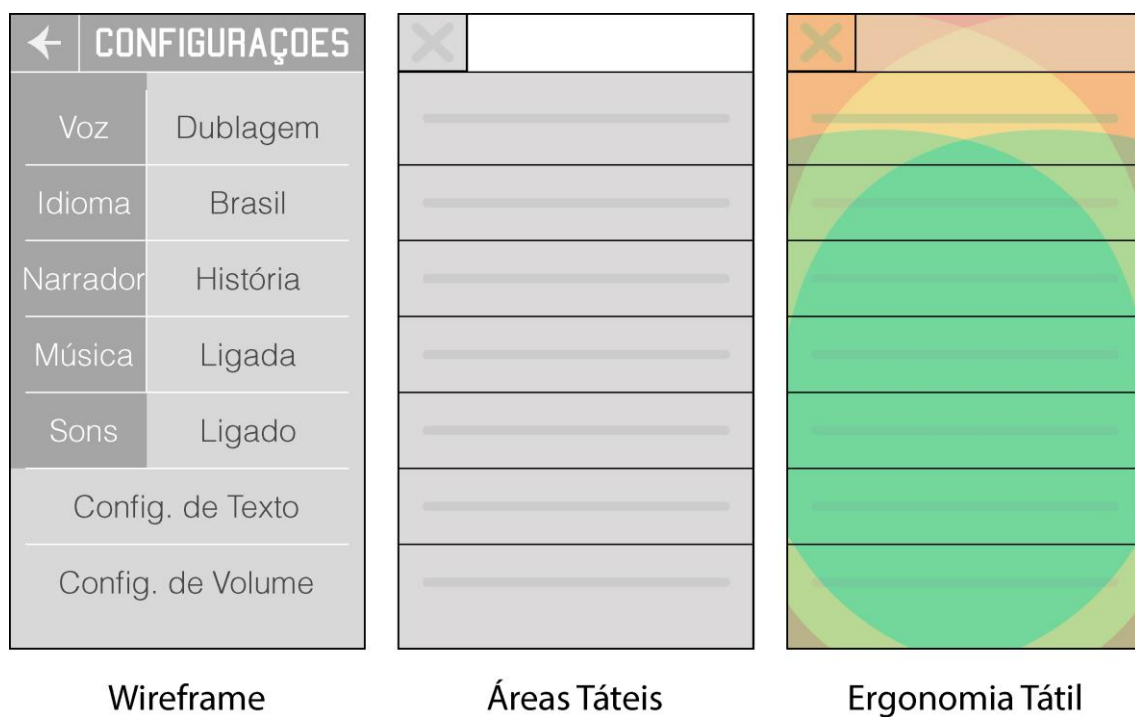 CONFIGURAÇOES
Voz Dublagem
Idioma Brasil
Narrador História
Música Ligada
Sons Ligado
Config. de Texto
Config. de Volume
Wireframe Áreas Táteis Ergonomia Tátil